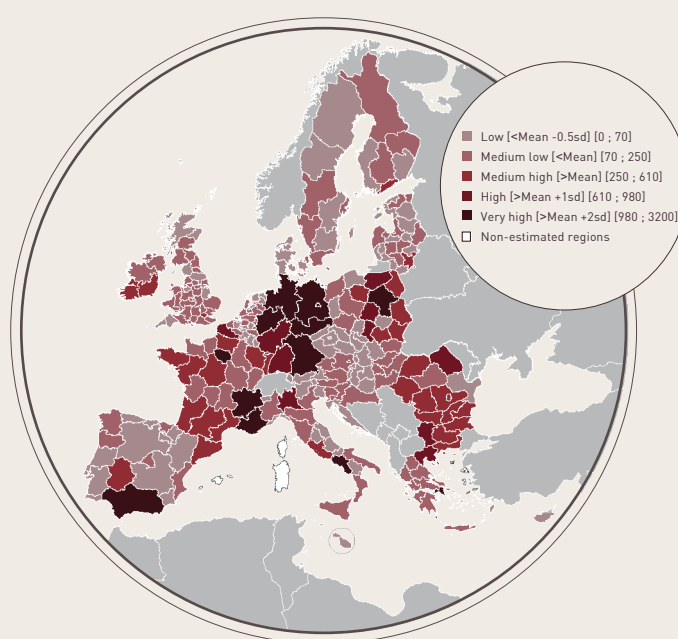 Low [<Mean -0.5sd] [0 ; 70]
Medium low [<Mean] [70 ; 250]
Medium high [>Mean] [250 ; 610]
High [>Mean +1sd] [610 ; 980]
Very high [>Mean +2sd] [980 ; 3200]
Non-estimated regions